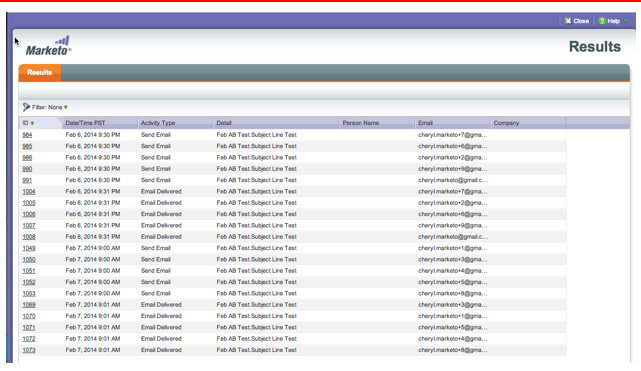 Close Help
Marketo Results
Results
Filter: None
ID Date/Time PST Activity Type Detail Person Name Email Company
984 Feb 6, 2014 9:30 PM Send Email Feb AB Test.Subject Line Test cheryl.marketo+7@gma...
985 Feb 6, 2014 9:30 PM Send Email Feb AB Test.Subject Line Test cheryl.marketo+6@gma...
986 Feb 6, 2014 9:30 PM Send Email Feb AB Test.Subject Line Test cheryl.marketo+2@gma...
990 Feb 6, 2014 9:30 PM Send Email Feb AB Test.Subject Line Test cheryl.marketo+9@gma...
991 Feb 6, 2014 9:30 PM Send Email Feb AB Test.Subject Line Test cheryl.marketo@gmail.c...
1004 Feb 6, 2014 9:31 PM Email Delivered Feb AB Test.Subject Line Test cheryl.marketo+7@gma...
1005 Feb 6, 2014 9:31 PM Email Delivered Feb AB Test.Subject Line Test cheryl.marketo+2@gma...
1006 Feb 6, 2014 9:31 PM Email Delivered Feb AB Test.Subject Line Test cheryl.marketo+6@gma...
1007 Feb 6, 2014 9:31 PM Email Delivered Feb AB Test.Subject Line Test cheryl.marketo+9@gma...
1008 Feb 6, 2014 9:31 PM Email Delivered Feb AB Test.Subject Line Test cheryl.marketo@gmail.c...
1049 Feb 7, 2014 9:00 AM Send Email Feb AB Test.Subject Line Test cheryl.marketo+1@gma...
1050 Feb 7, 2014 9:00 AM Send Email Feb AB Test.Subject Line Test cheryl.marketo+3@gma...
1051 Feb 7, 2014 9:00 AM Send Email Feb AB Test.Subject Line Test cheryl.marketo+4@gma...
1052 Feb 7, 2014 9:00 AM Send Email Feb AB Test.Subject Line Test cheryl.marketo+5@gma...
1053 Feb 7, 2014 9:00 AM Send Email Feb AB Test.Subject Line Test cheryl.marketo+8@gma...
1069 Feb 7, 2014 9:01 AM Email Delivered Feb AB Test.Subject Line Test cheryl.marketo+3@gma...
1070 Feb 7, 2014 9:01 AM Email Delivered Feb AB Test.Subject Line Test cheryl.marketo+1@gma...
1071 Feb 7, 2014 9:01 AM Email Delivered Feb AB Test.Subject Line Test cheryl.marketo+5@gma...
1072 Feb 7, 2014 9:01 AM Email Delivered Feb AB Test.Subject Line Test cheryl.marketo+4@gma...
1073 Feb 7, 2014 9:01 AM Email Delivered Feb AB Test.Subject Line Test cheryl.marketo+8@gma...